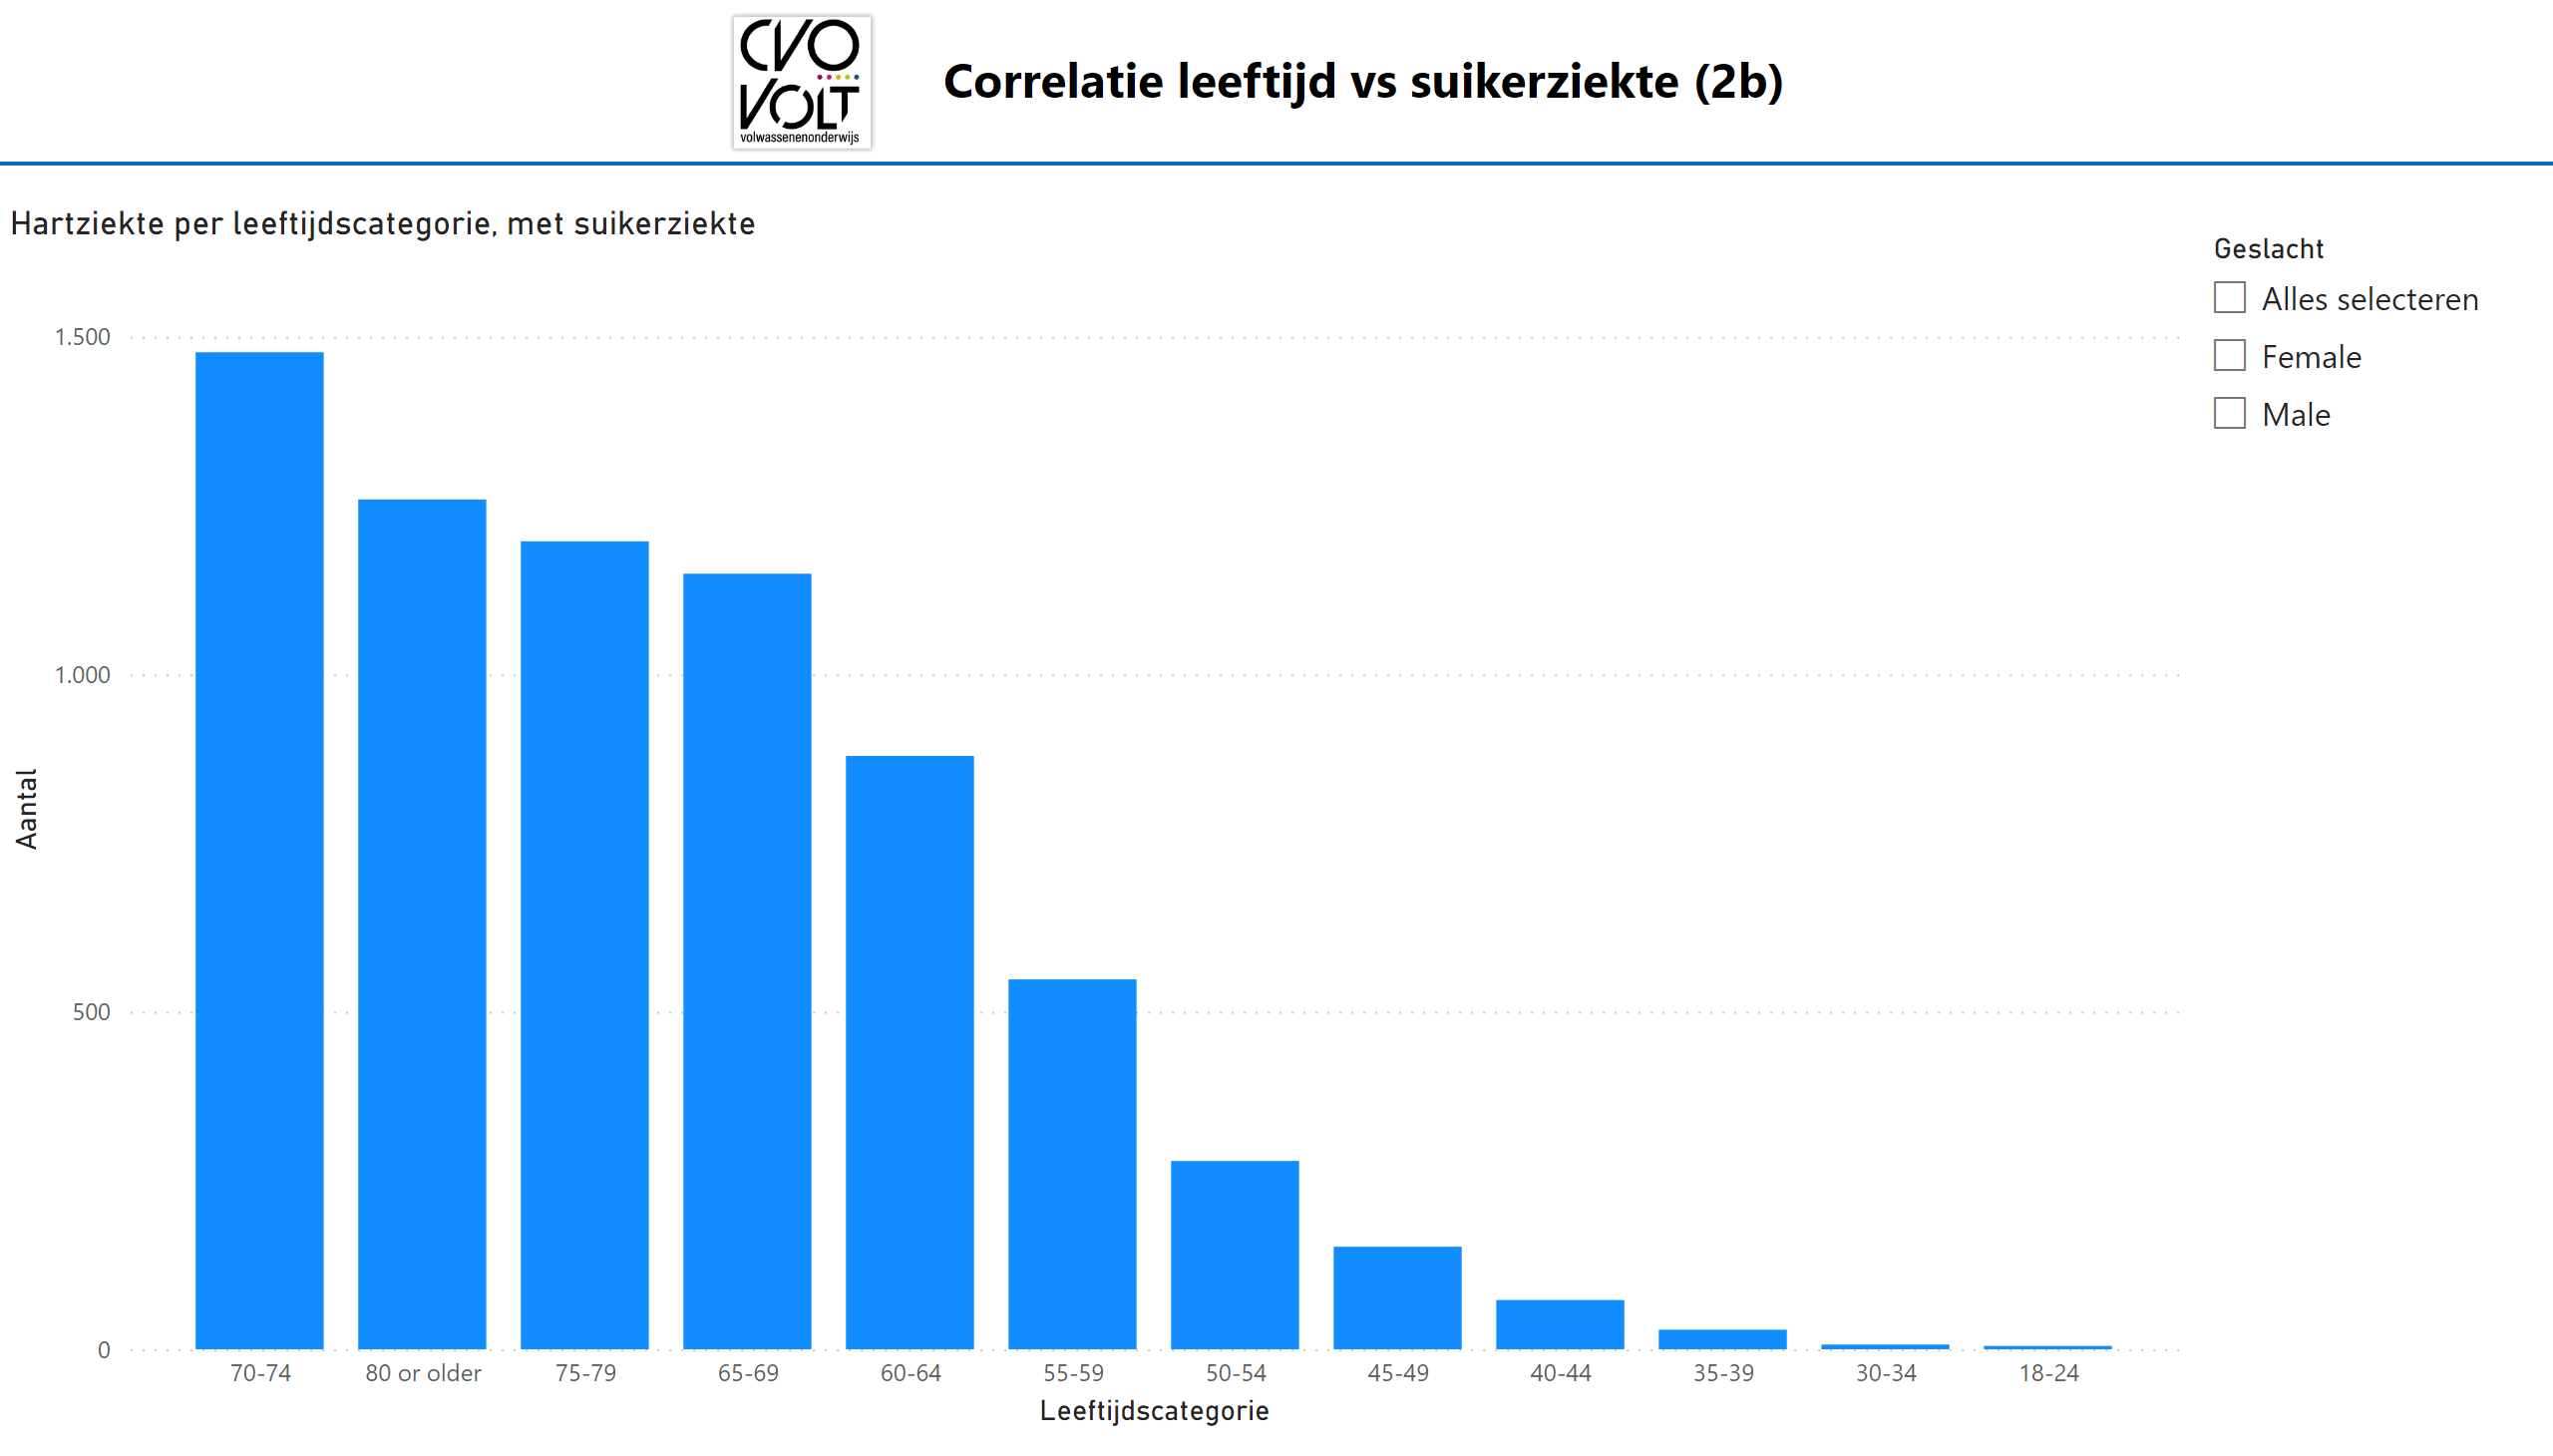 CVO
VOLT
volwassenenonderwijs
Correlatie leeftijd vs suikerziekte (2b)
Hartziekte per leeftijdscategorie, met suikerziekte
Geslacht
Alles selecteren
Female
Male
1.500
1.000
500
0
Aantal
70-74 80 or older 75-79 65-69 60-64 55-59 50-54 45-49 40-44 35-39 30-34 18-24
Leeftijdscategorie